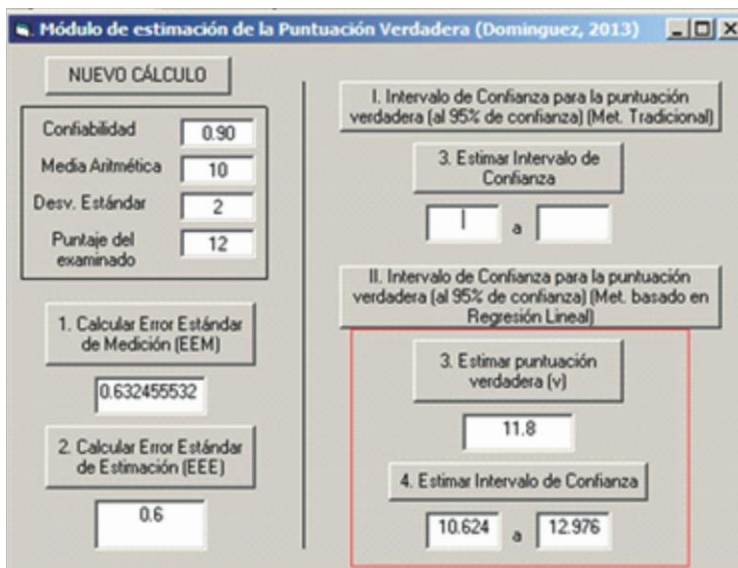 Módulo de estimación de la Puntuación Verdadera (Dominguez, 2013)
NUEVO CÁLCULO
Confiabilidad
0.90
Media Aritmética
10
Desv. Estándar
2
Puntaje del
examinado
12
1. Calcular Error Estándar
de Medición (EEM)
0.632455532
2. Calcular Error Estándar
de Estimación (EEE)
0.6
I. Intervalo de Confianza para la puntuación
verdadera (al 95% de confianza) (Met. Tradicional)
3. Estimar Intervalo de
Confianza
a
II. Intervalo de Confianza para la puntuación
verdadera (al 95% de confianza) (Met. basado en
Regresión Lineal)
3. Estimar puntuación
verdadera (v)
11.8
4. Estimar Intervalo de Confianza
10.624 a 12.976